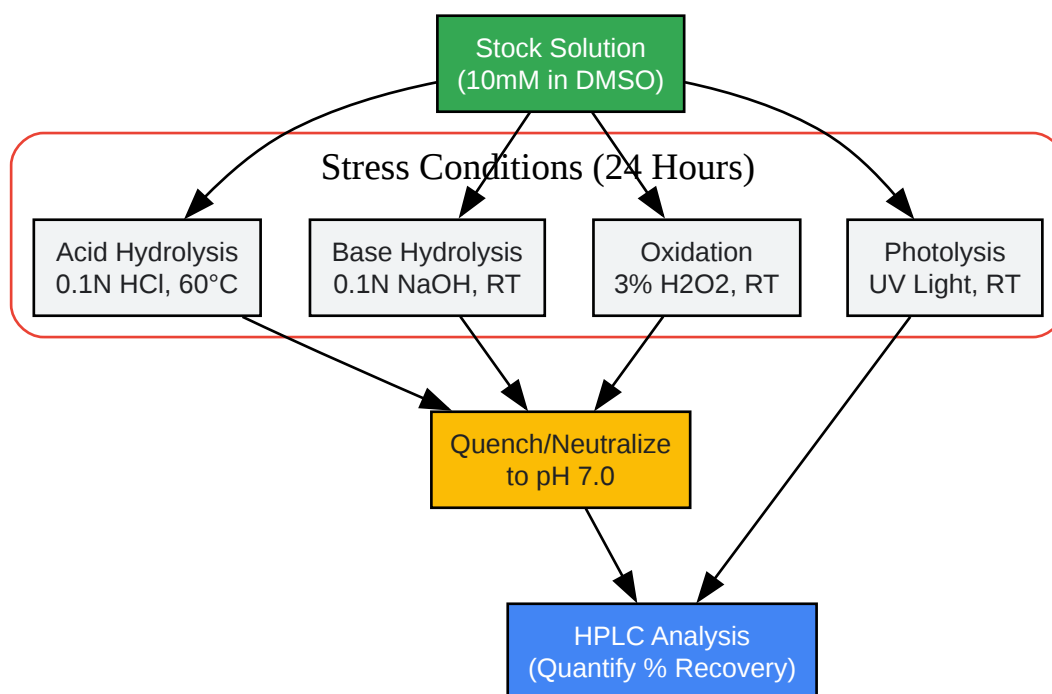 Stock Solution
(10mM in DMSO)
Stress Conditions (24 Hours)
Acid Hydrolysis
0.1N HCl, 60°C
Base Hydrolysis
0.1N NaOH, RT
Oxidation
3% H2O2, RT
Photolysis
UV Light, RT
Quench/Neutralize
to pH 7.0
HPLC Analysis
(Quantify % Recovery)